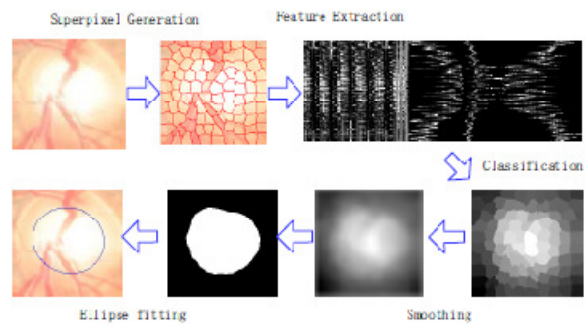 Superpixel Generation
Feature Extraction
Classification
Ellipse fitting
Smoothing